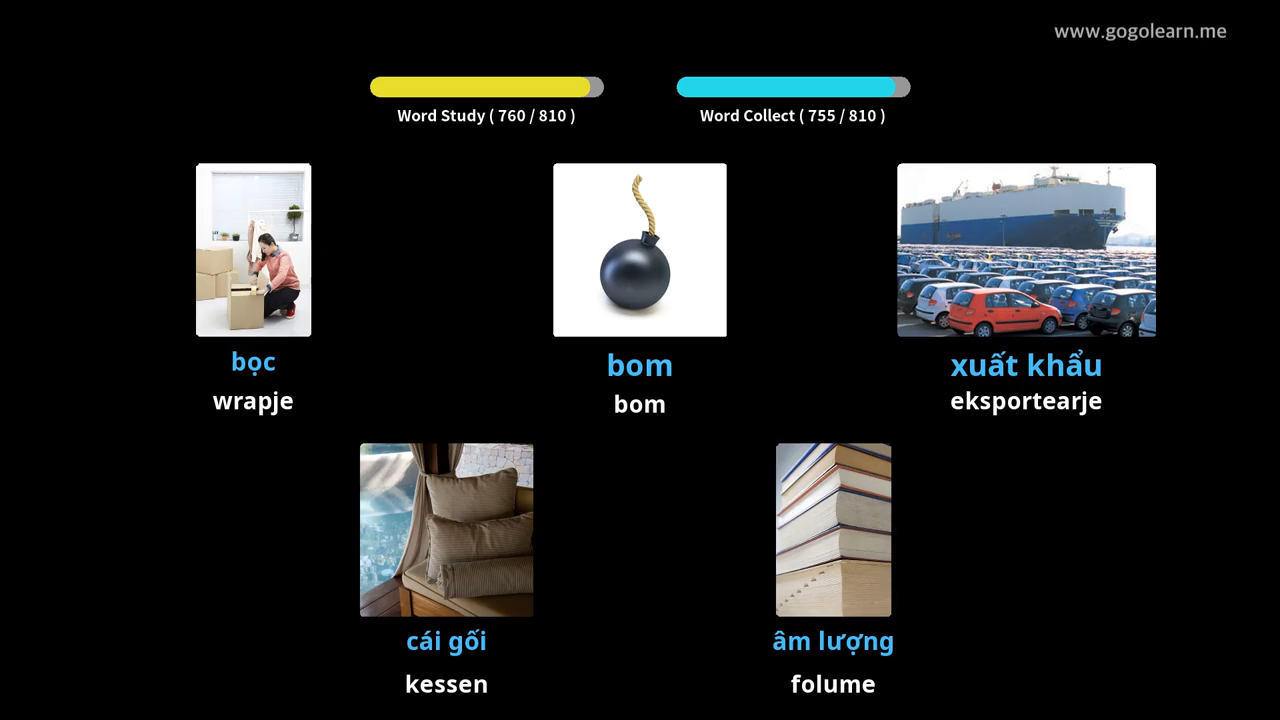 www.gogolearn.me
Word Study ( 760 / 810 )
Word Collect ( 755 / 810 )
bọc
wrapje
bom
bom
xuất khẩu
eksportearje
cái gối
kessen
âm lượng
folume